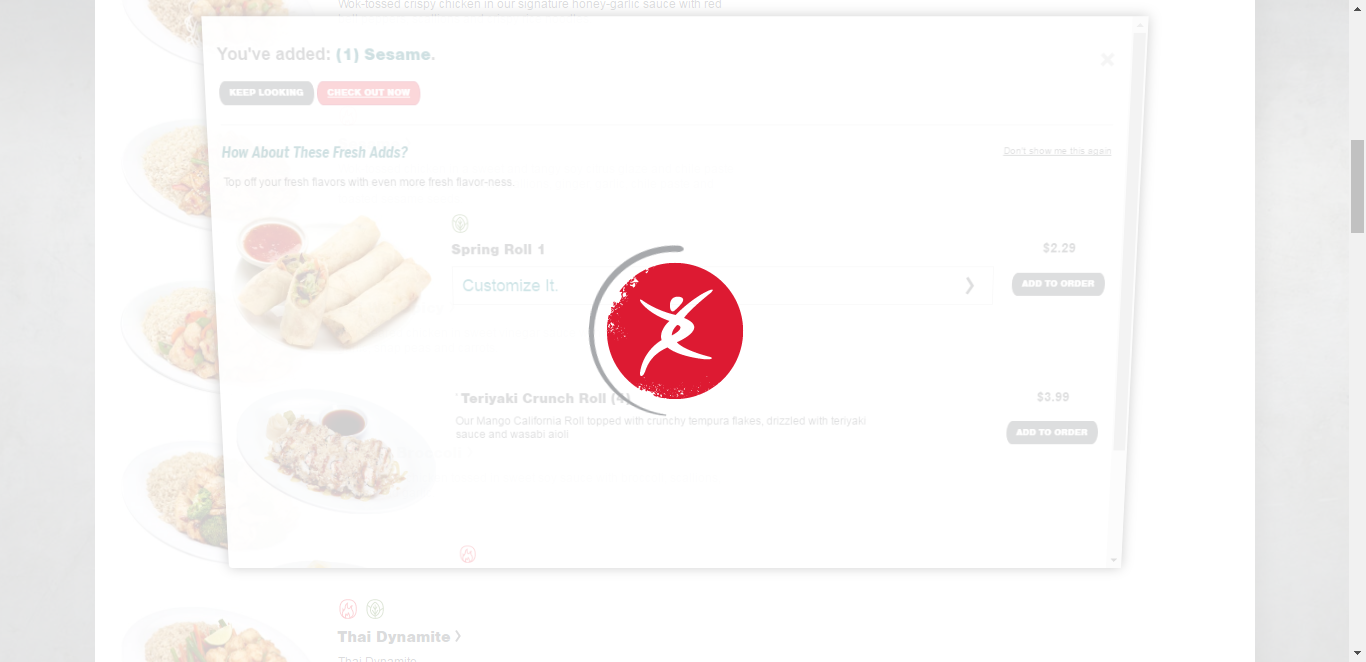 Wok-tossed crispy chicken in our signature honey-garlic sauce with red
You've added: (1) Sesame.
KEEP LOOKING CHECK OUT NOW
How About These Fresh Adds?
Don't show me this again
Top off your fresh flavors with even more fresh flavor-ness.
Spring Roll 1
$2.29
Customize It.
ADD TO ORDER
Teriyaki Crunch Roll (4)
$3.99
Our Mango California Roll topped with crunchy tempura flakes, drizzled with teriyaki
sauce and wasabi aioli
ADD TO ORDER
Thai Dynamite
Thai Dynamite